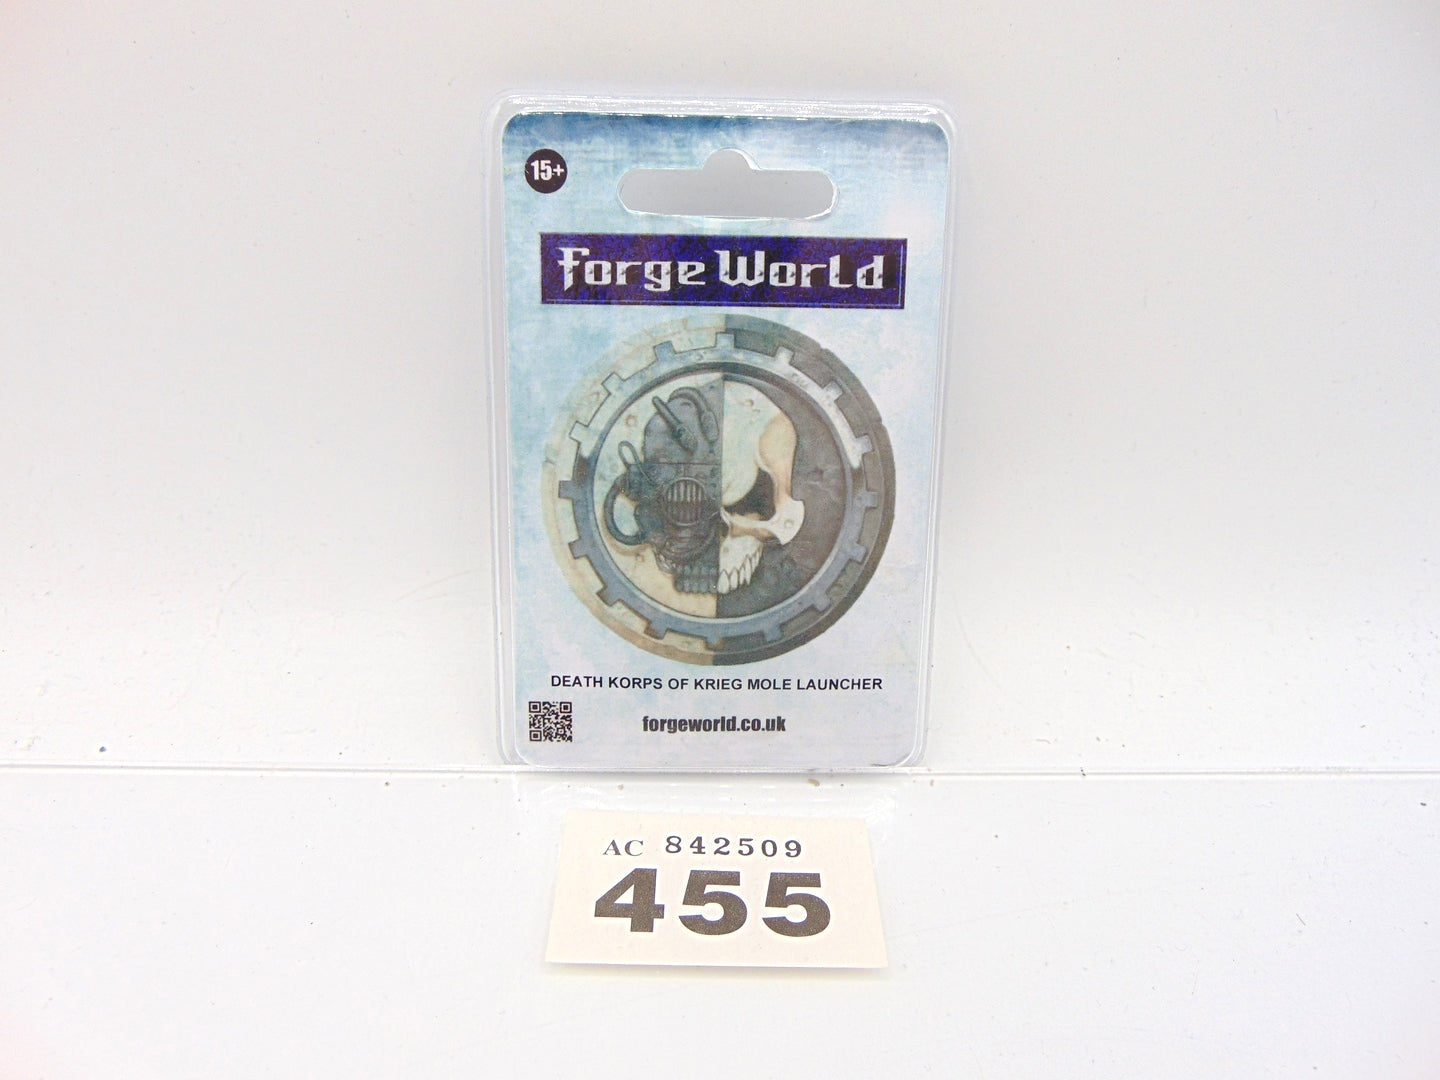 15+
Forge World
DEATH KORPS OF KRIEG MOLE LAUNCHER
forgeworld.co.uk
AC 842509
455